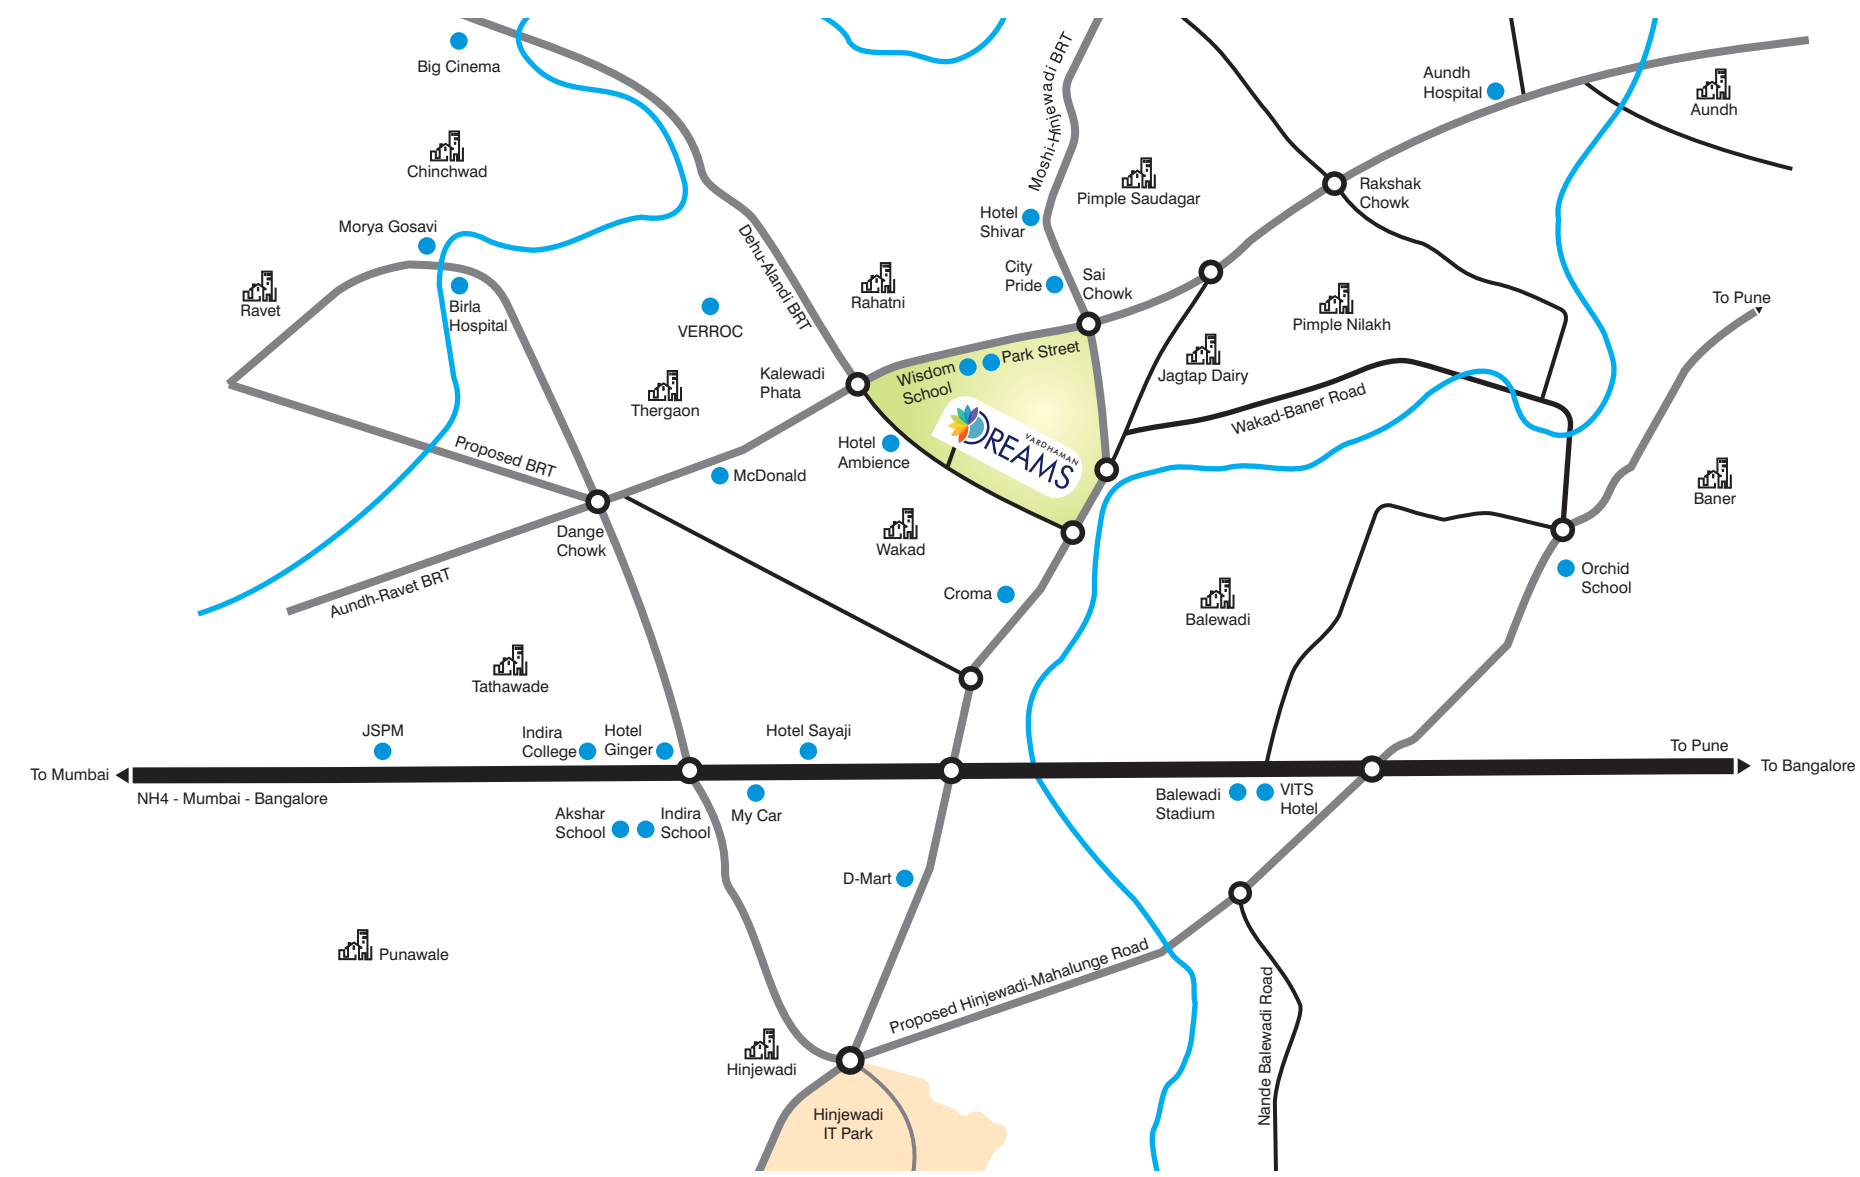 Big Cinema
Chinchwad
Morya Gosavi
Ravet
Birla
Hospital
VERROC
Dehu-Alandi BRT
Rahatni
Moshi-Hinjewadi BRT
Hotel
Shivar
City
Pride
Sai
Chowk
Pimple Saudagar
Aundh
Hospital
Aundh
Rakshak
Chowk
Pimple Nilakh
To Pune
Jagtap Dairy
Wakad-Baner Road
Baner
Kalewadi
Phata
Thergaon
Wisdom
School
Park Street
VARDHAMAN
DREAMS
Hotel
Ambience
McDonald
Proposed BRT
Dange
Chowk
Aundh-Ravet BRT
Wakad
Croma
Balewadi
Orchid
School
Tathawade
JSPM
Indira
College
Hotel
Ginger
Hotel Sayaji
To Mumbai
NH4 - Mumbai - Bangalore
To Pune
To Bangalore
Akshar
School
Indira
School
My Car
Balewadi
Stadium
VITS
Hotel
D-Mart
Punawale
Proposed Hinjewadi-Mahalunge Road
Nande Balewadi Road
Hinjewadi
Hinjewadi
IT Park